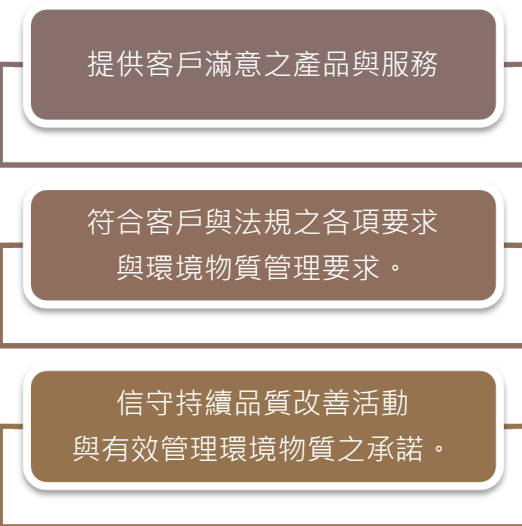 提供客戶滿意之產品與服務
符合客戶與法規之各項要求
與環境物質管理要求。
信守持續品質改善活動
與有效管理環境物質之承諾。